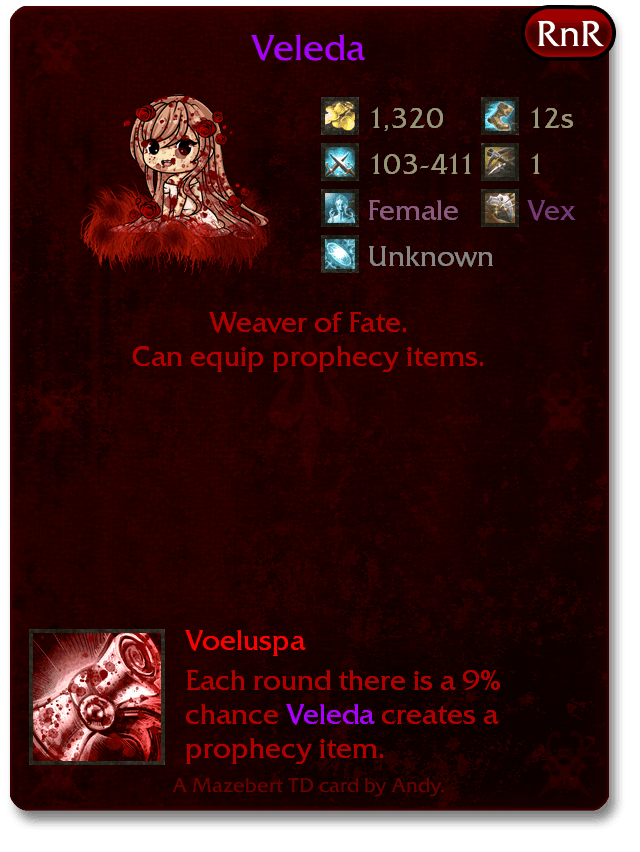 RnR
Veleda
1,320 12s
103-411 1
Female Vex
Unknown
Weaver of Fate.
Can equip prophecy items.
Voeluspa
Each round there is a 9%
chance Veleda creates a
prophecy item.
A Mazebert TD card by Andy.